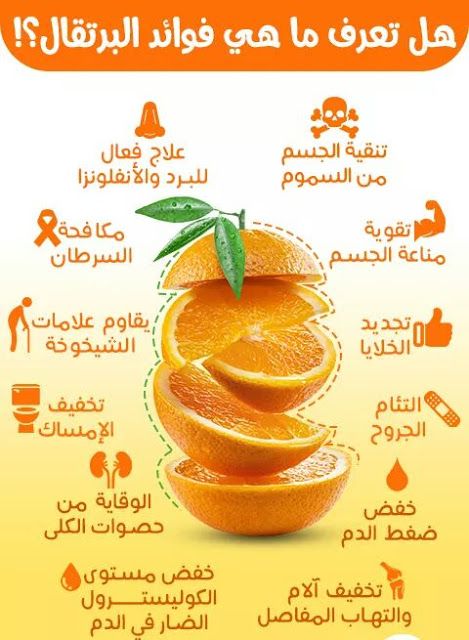 هل تعرف ما هي فوائد البرتقال؟!
تنقية الجسم
من السموم
علاج فعال
للبرد والأنفلونزا
تقوية
مناعة الجسم
مكافحة
السرطان
تجديد
الخلايا
يقاوم علامات
الشيخوخة
التئام
الجروح
تخفيف
الإمساك
خفض
ضغط الدم
الوقاية من
حصوات الكلى
تخفيف آلام
والتهاب المفاصل
خفض مستوى
الكوليسترول
الضار في الدم